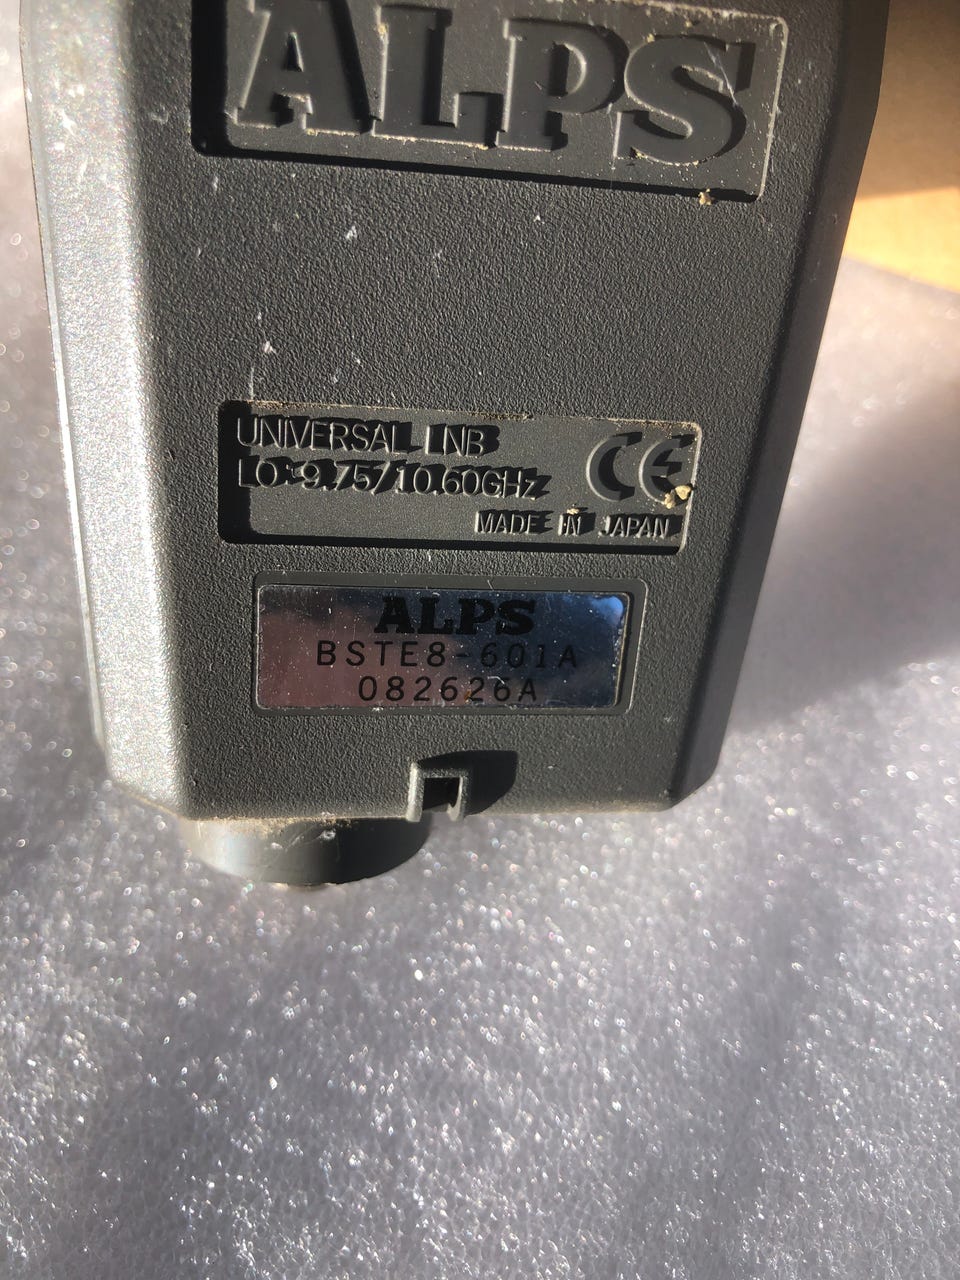 ALPS
UNIVERSAL LNB
LO:9.75/10.60GHz
CE
MADE IN JAPAN
ALPS
BSTE8-601A
082626A